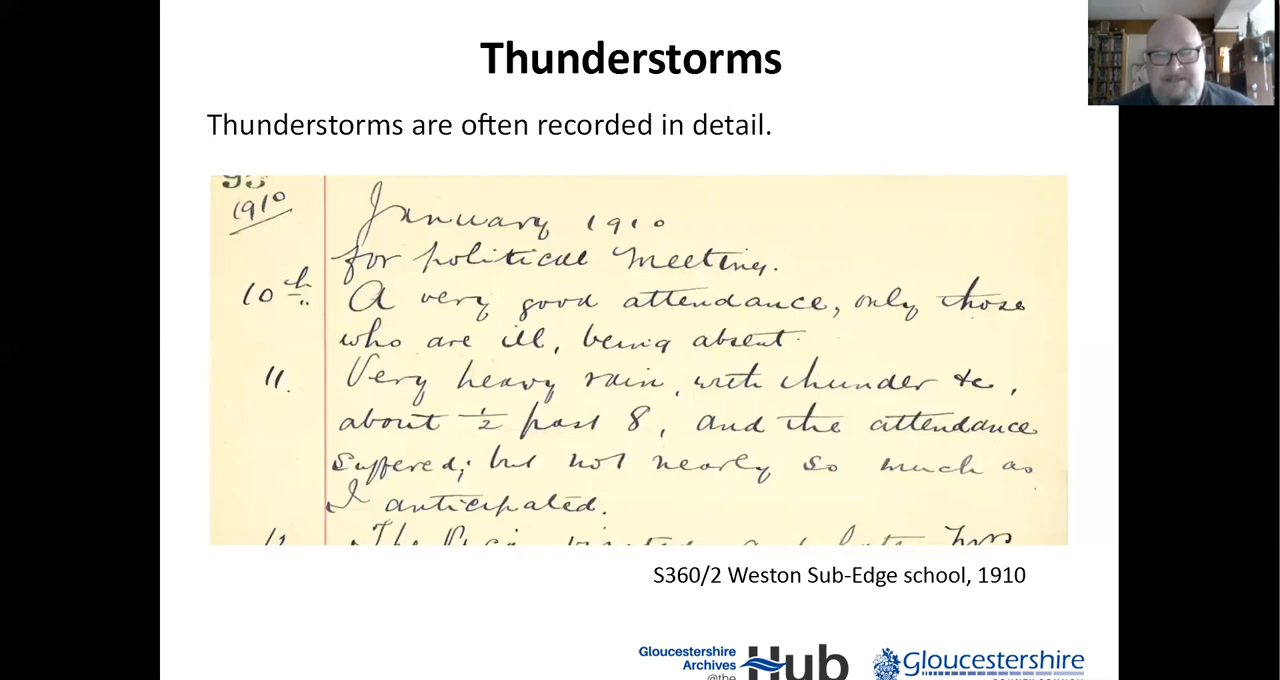 Thunderstorms
Thunderstorms are often recorded in detail.
95
1910
January 1910
for political Meeting.
10th A very good attendance, only those
who are ill, being absent.
11. Very heavy rain, with thunder &c,
about ½ past 8, and the attendance
suffered; but not nearly so much as
I anticipated.
The
S360/2 Weston Sub-Edge school, 1910
Gloucestershire
Archives
@the
Hub
Gloucestershire